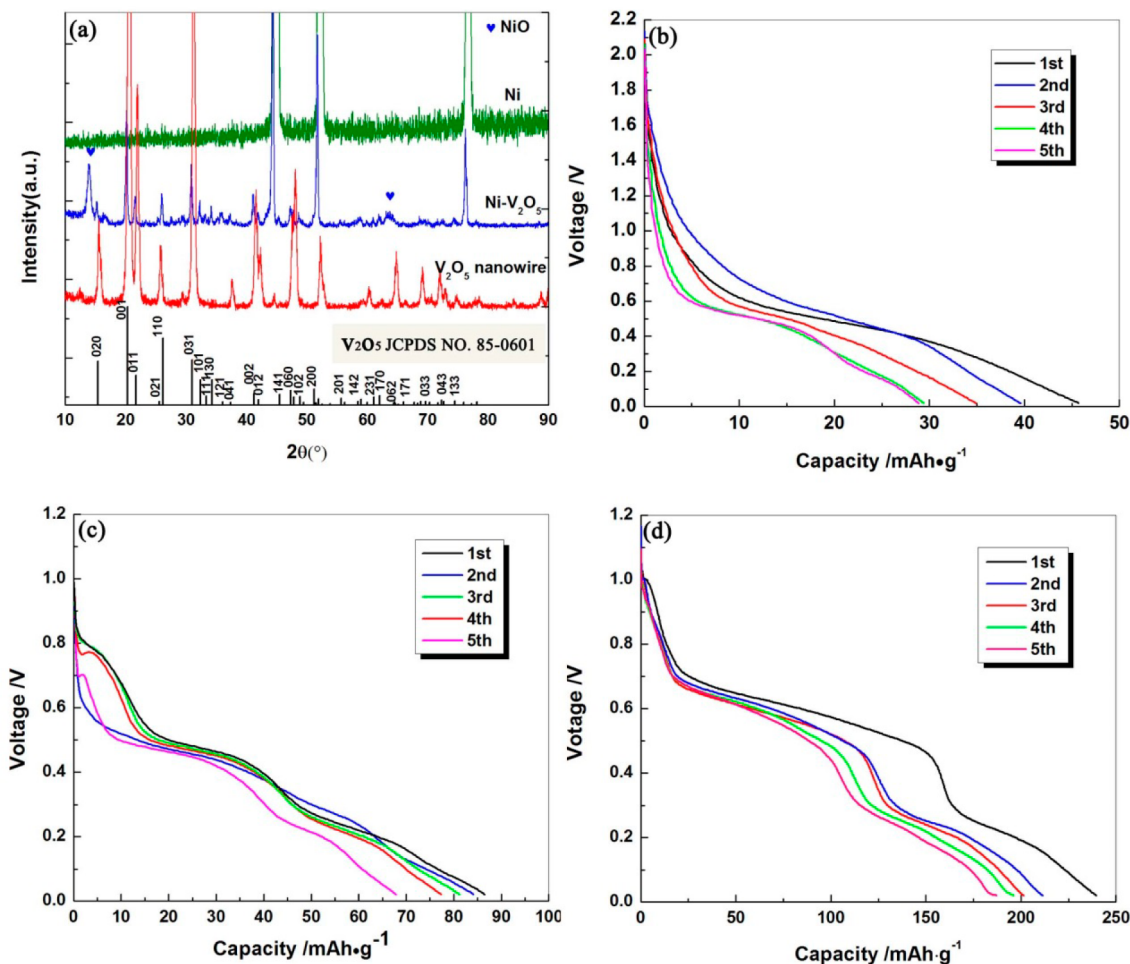 (a)
♥ NiO
Ni
Ni-V₂O₅
V₂O₅ nanowire
V₂O₅ JCPDS NO. 85-0601
020
001
011
021
110
031
101
111
130
121
041
002
012
141
060
102
200
201
142
231
170
062
171
033
043
133
10 20 30 40 50 60 70 80 90
2θ(°)
Intensity(a.u.)
(b)
1st
2nd
3rd
4th
5th
2.2
2.0
1.8
1.6
1.4
1.2
1.0
0.8
0.6
0.4
0.2
0.0
Voltage /V
0 10 20 30 40 50
Capacity /mAh•g⁻¹
(c)
1st
2nd
3rd
4th
5th
1.2
1.0
0.8
0.6
0.4
0.2
0.0
Voltage /V
0 10 20 30 40 50 60 70 80 90 100
Capacity /mAh•g⁻¹
(d)
1st
2nd
3rd
4th
5th
1.2
1.0
0.8
0.6
0.4
0.2
0.0
Votage /V
0 50 100 150 200 250
Capacity /mAh·g⁻¹